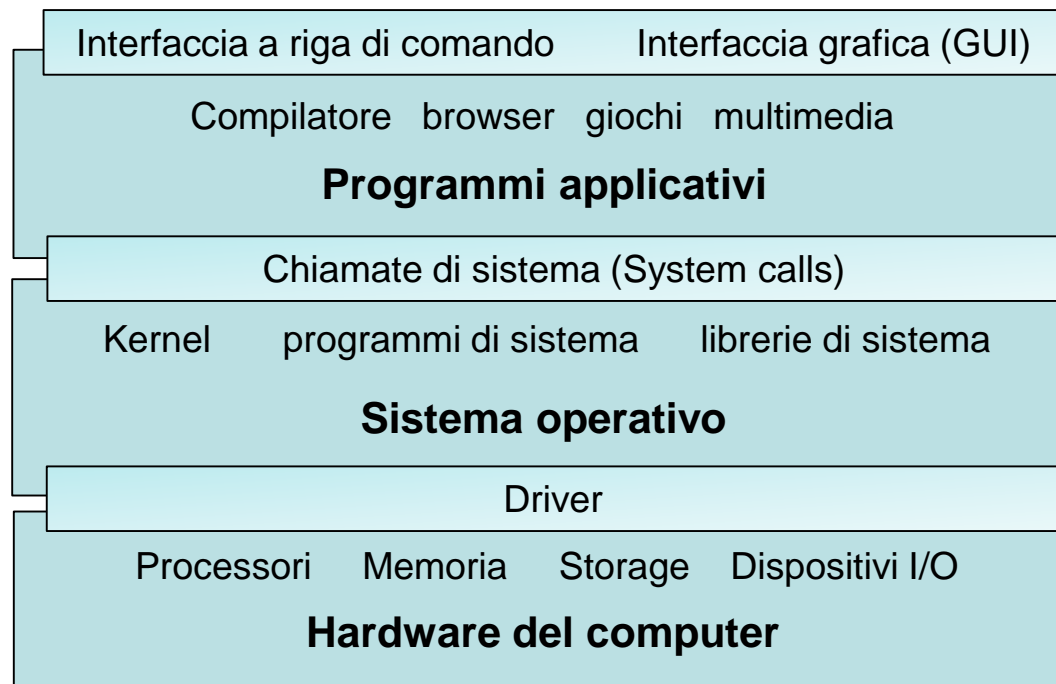 Interfaccia a riga di comando Interfaccia grafica (GUI)
Compilatore browser giochi multimedia
Programmi applicativi
Chiamate di sistema (System calls)
Kernel programmi di sistema librerie di sistema
Sistema operativo
Driver
Processori Memoria Storage Dispositivi I/O
Hardware del computer